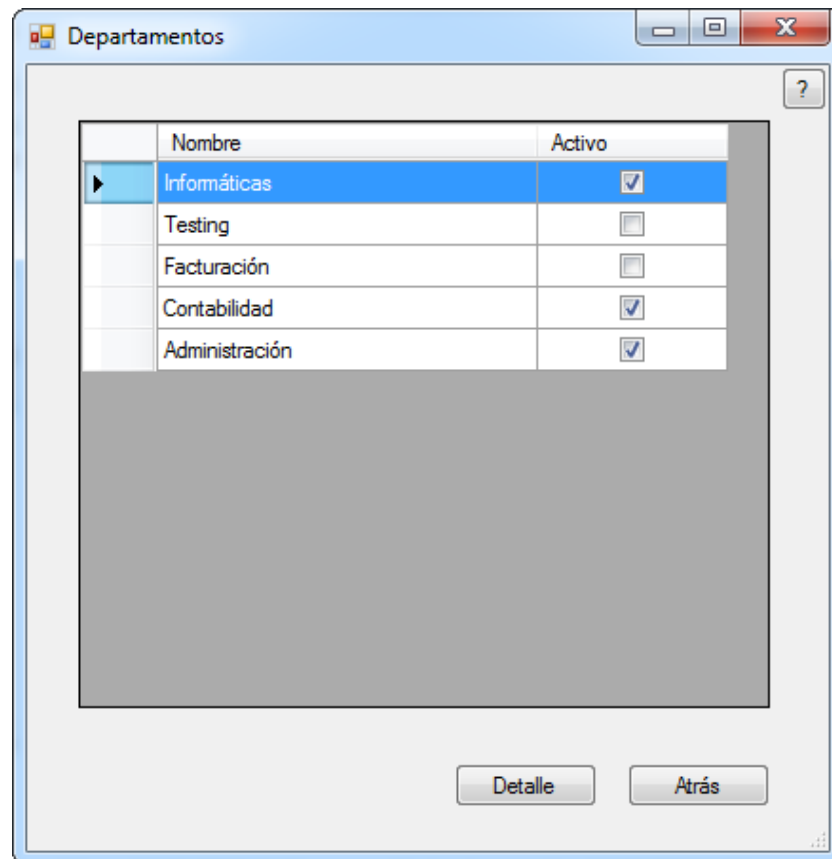 Departamentos
?
Nombre Activo
Informáticas
Testing
Facturación
Contabilidad
Administración
Detalle Atrás